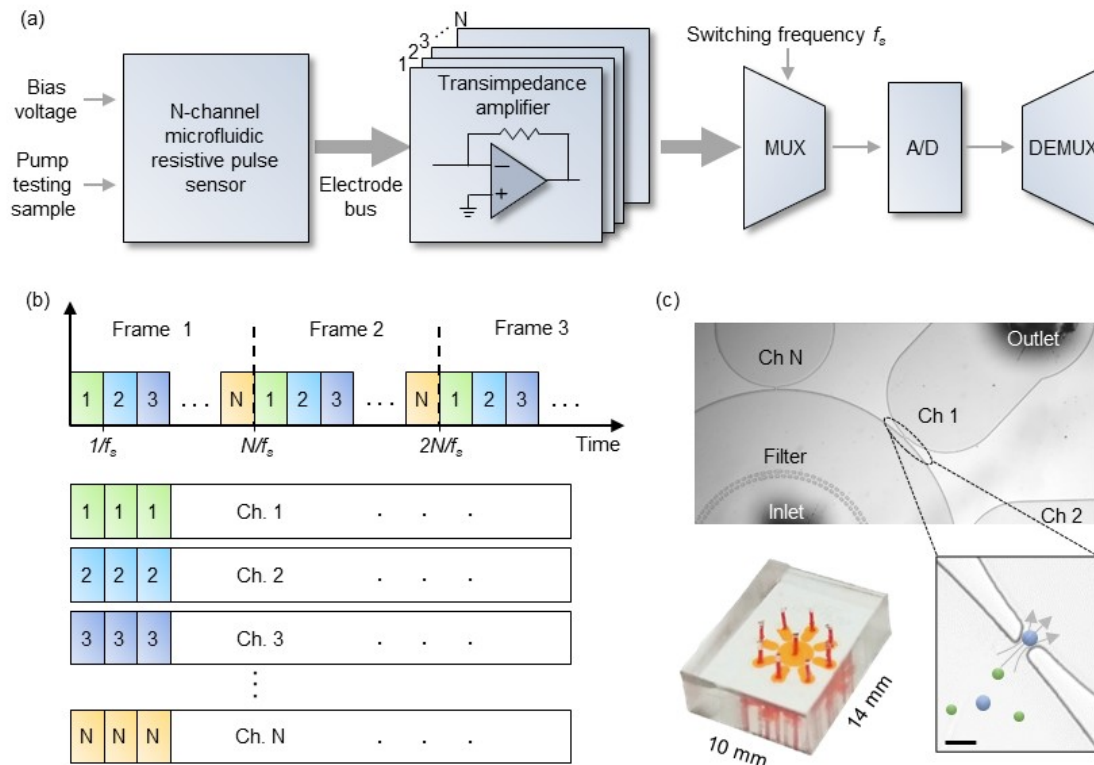 (a)
Bias
voltage
Pump
testing
sample
N-channel
microfluidic
resistive pulse
sensor
Electrode
bus
1 2 3 ... N
Transimpedance
amplifier
− 
+
Switching frequency fs
MUX
A/D
DEMUX
(b)
Frame 1
Frame 2
Frame 3
1 2 3 ... N 1 2 3 ... N 1 2 3 ...
1/fs
N/fs
2N/fs
Time
1 1 1 Ch. 1 . . .
2 2 2 Ch. 2 . . .
3 3 3 Ch. 3 . . .
N N N Ch. N . . .
(c)
Outlet
Ch N
Ch 1
Filter
Inlet
Ch 2
10 mm
14 mm